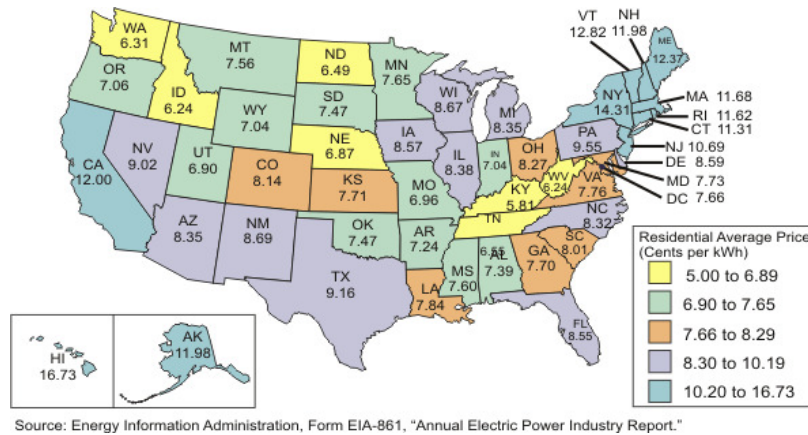 VT
12.82
NH
11.98
ME
12.37
WA
6.31
MT
7.56
ND
6.49
MN
7.65
OR
7.06
ID
6.24
WY
7.04
SD
7.47
WI
8.67
MI
8.35
NY
14.31
MA 11.68
RI 11.62
CT 11.31
NJ 10.69
DE 8.59
MD 7.73
DC 7.66
PA
9.55
NV
9.02
UT
6.90
CO
8.14
NE
6.87
IA
8.57
IL
8.38
IN
7.04
OH
8.27
WV
6.24
VA
7.76
CA
12.00
KS
7.71
MO
6.96
KY
5.81
NC
8.32
TN
6.55
AZ
8.35
NM
8.69
OK
7.47
AR
7.24
SC
8.01
MS
7.60
AL
7.39
GA
7.70
TX
9.16
LA
7.84
FL
8.55
HI
16.73
AK
11.98
Residential Average Price
(Cents per kWh)
5.00 to 6.89
6.90 to 7.65
7.66 to 8.29
8.30 to 10.19
10.20 to 16.73
Source: Energy Information Administration, Form EIA-861, “Annual Electric Power Industry Report.”